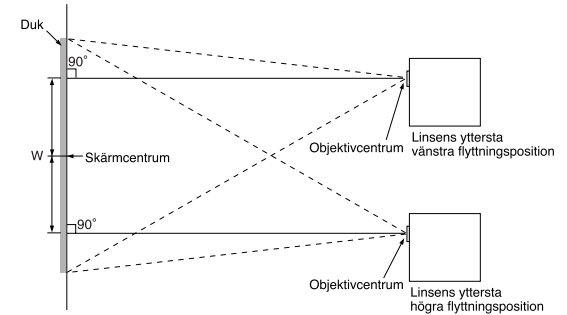 Duk
90°
Objektivcentrum
Linsens yttersta
vänstra flyttningsposition
W
Skärmcentrum
90°
Objektivcentrum
Linsens yttersta
högra flyttningsposition